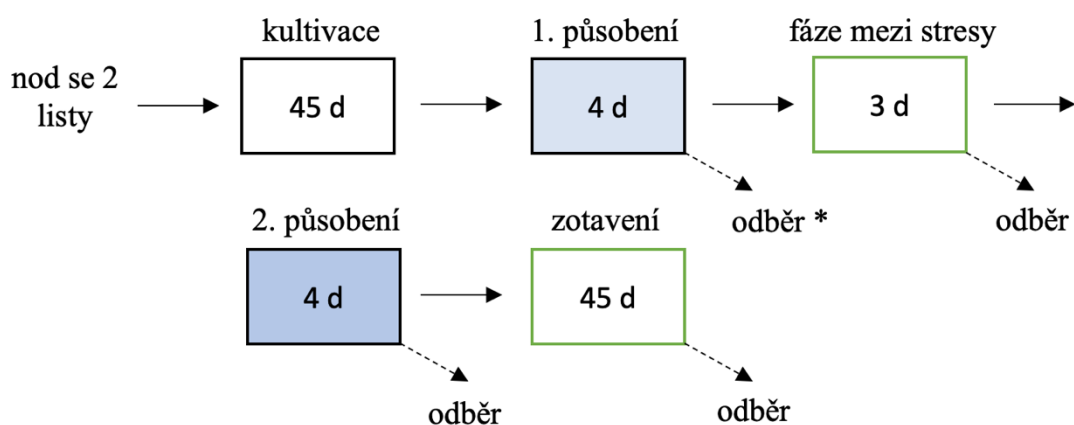 nod se 2
listy
kultivace
45 d
1. působení
4 d
odběr *
fáze mezi stresy
3 d
odběr
2. působení
4 d
odběr
zotavení
45 d
odběr